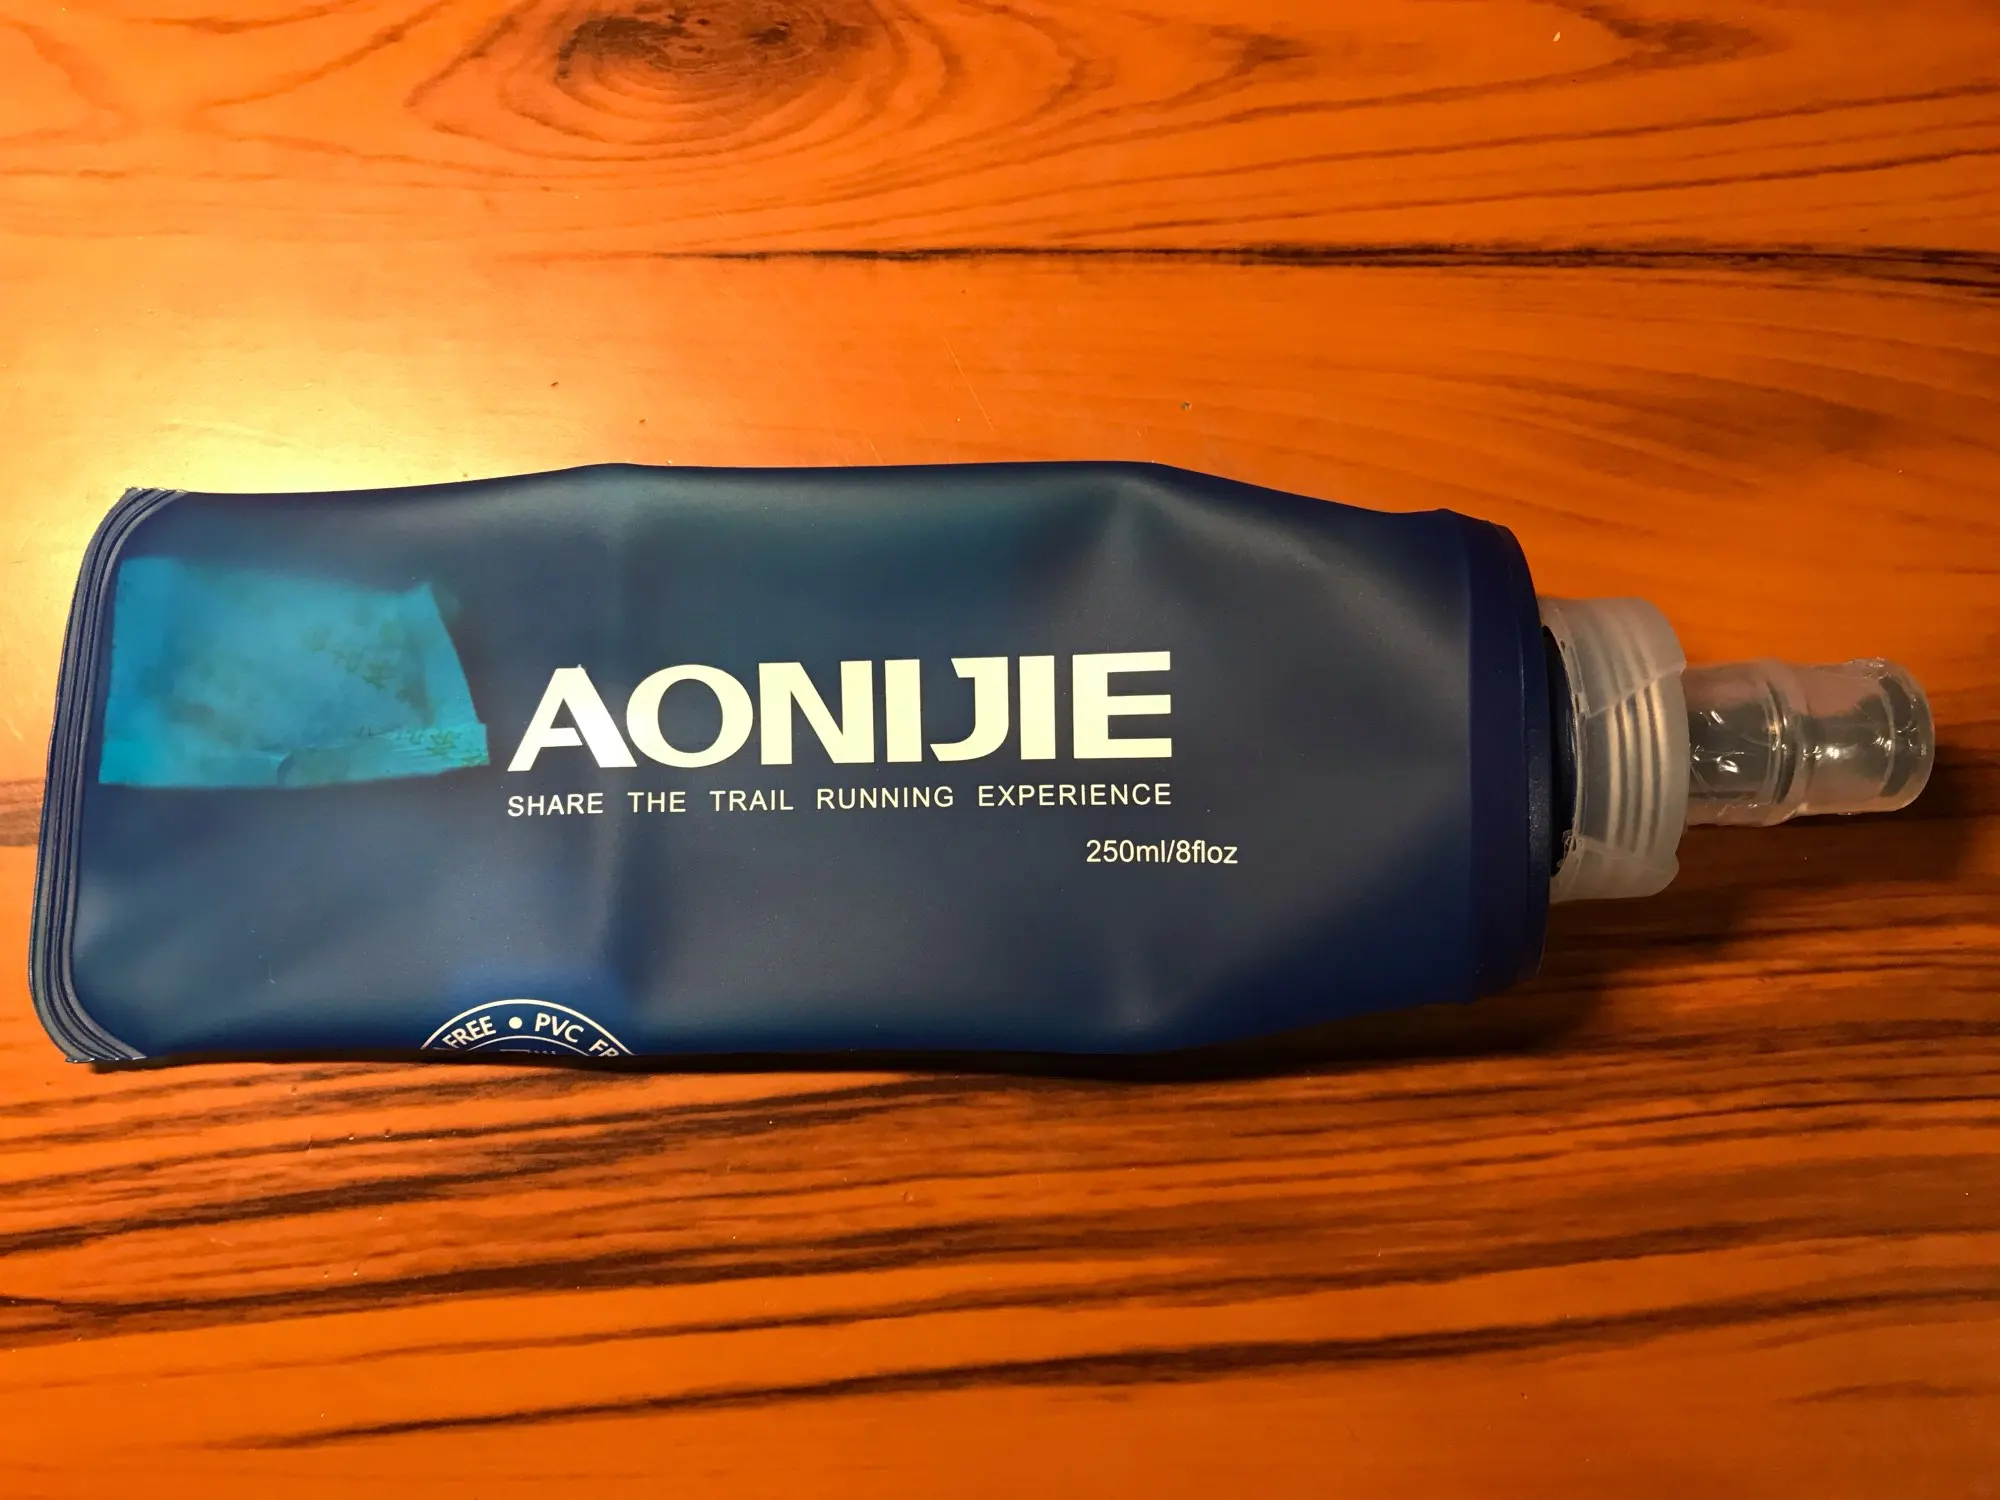 AONIJIE
SHARE THE TRAIL RUNNING EXPERIENCE
250ml/8floz
FREE • PVC